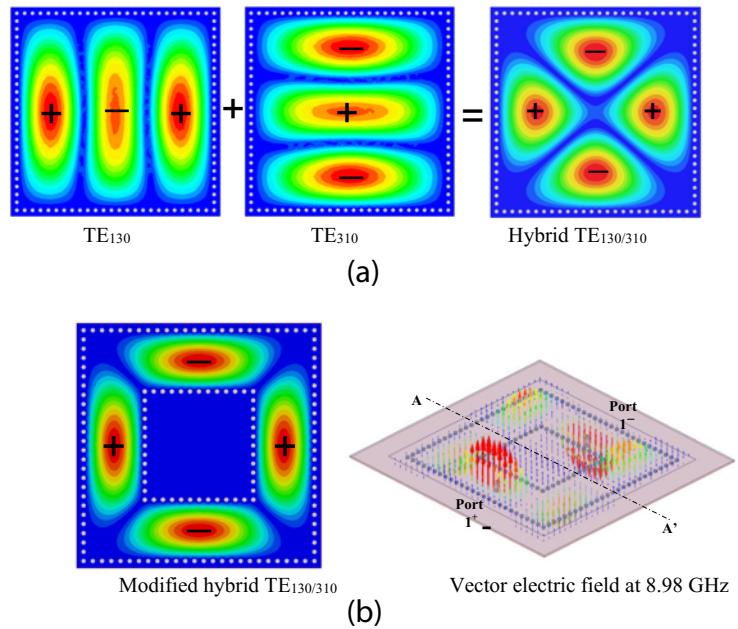 + − + + − + − = − + + −
TE130 TE310 Hybrid TE130/310
(a)
− + + −
A Port 1−
Port 1+ - A'
Modified hybrid TE130/310 Vector electric field at 8.98 GHz
(b)